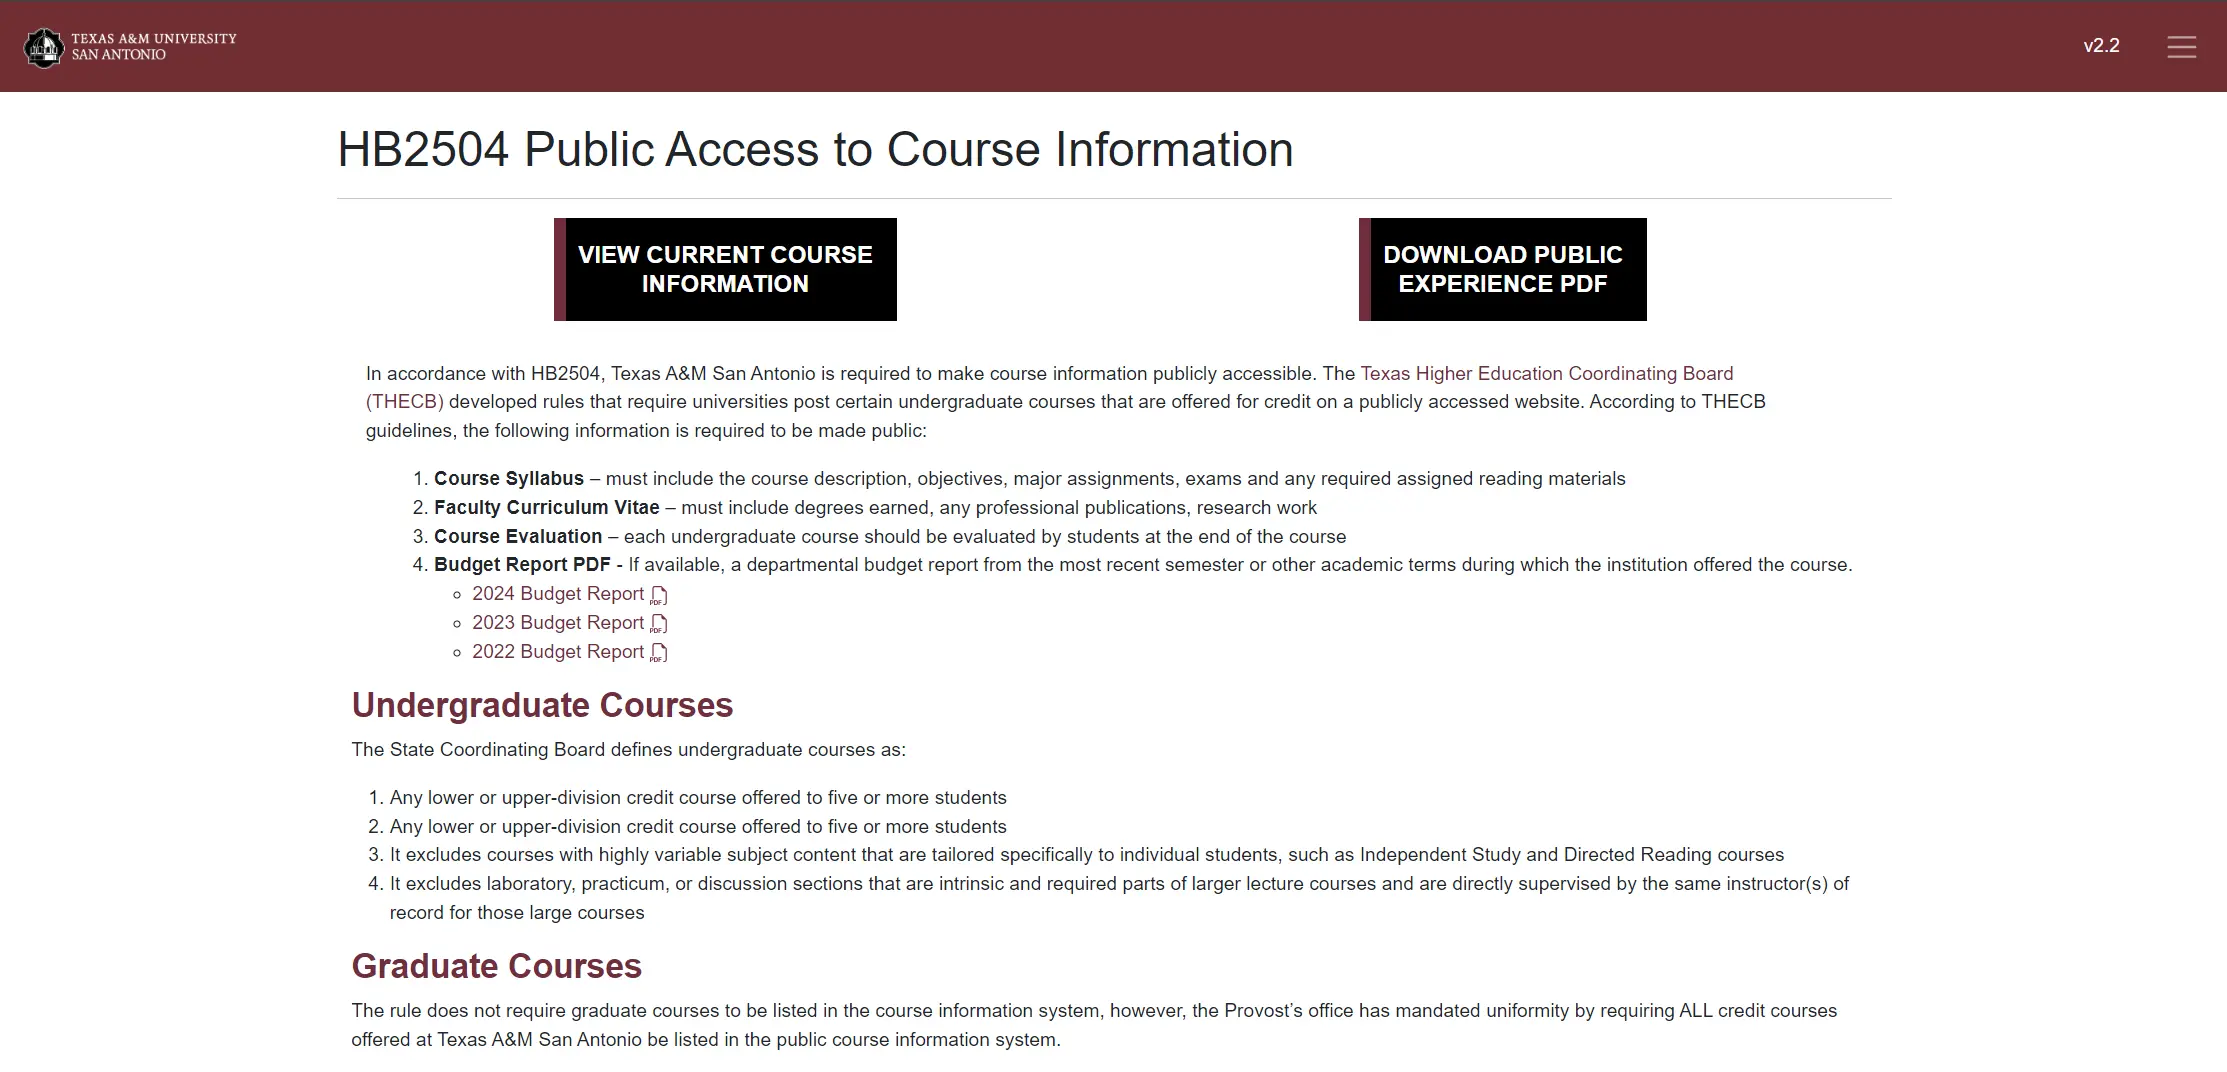 TEXAS A&M UNIVERSITY
SAN ANTONIO
v2.2
HB2504 Public Access to Course Information
VIEW CURRENT COURSE
INFORMATION
DOWNLOAD PUBLIC
EXPERIENCE PDF
In accordance with HB2504, Texas A&M San Antonio is required to make course information publicly accessible. The Texas Higher Education Coordinating Board
(THECB) developed rules that require universities post certain undergraduate courses that are offered for credit on a publicly accessed website. According to THECB
guidelines, the following information is required to be made public:
1. Course Syllabus – must include the course description, objectives, major assignments, exams and any required assigned reading materials
2. Faculty Curriculum Vitae – must include degrees earned, any professional publications, research work
3. Course Evaluation – each undergraduate course should be evaluated by students at the end of the course
4. Budget Report PDF - If available, a departmental budget report from the most recent semester or other academic terms during which the institution offered the course.
2024 Budget Report PDF
2023 Budget Report PDF
2022 Budget Report PDF
Undergraduate Courses
The State Coordinating Board defines undergraduate courses as:
1. Any lower or upper-division credit course offered to five or more students
2. Any lower or upper-division credit course offered to five or more students
3. It excludes courses with highly variable subject content that are tailored specifically to individual students, such as Independent Study and Directed Reading courses
4. It excludes laboratory, practicum, or discussion sections that are intrinsic and required parts of larger lecture courses and are directly supervised by the same instructor(s) of
record for those large courses
Graduate Courses
The rule does not require graduate courses to be listed in the course information system, however, the Provost’s office has mandated uniformity by requiring ALL credit courses
offered at Texas A&M San Antonio be listed in the public course information system.